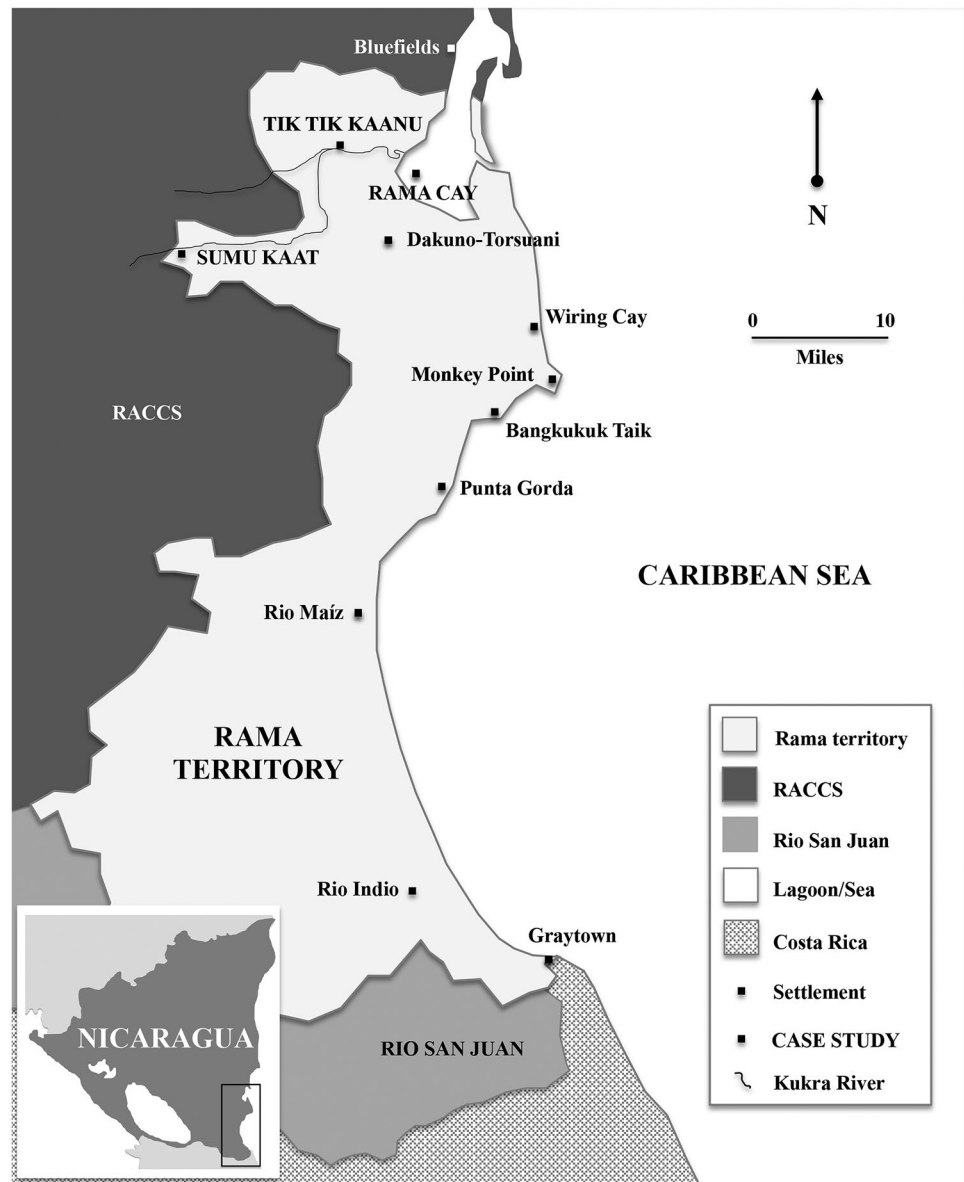 Bluefields
TIK TIK KAANU
RAMA CAY
N
Dakuno-Torsuani
SUMU KAAT
Wiring Cay
0 10
Miles
Monkey Point
RACCS
Bangkukuk Taik
Punta Gorda
CARIBBEAN SEA
Rio Maíz
RAMA
TERRITORY
Rio Indio
Graytown
RIO SAN JUAN
NICARAGUA
Rama territory
RACCS
Rio San Juan
Lagoon/Sea
Costa Rica
Settlement
CASE STUDY
Kukra River